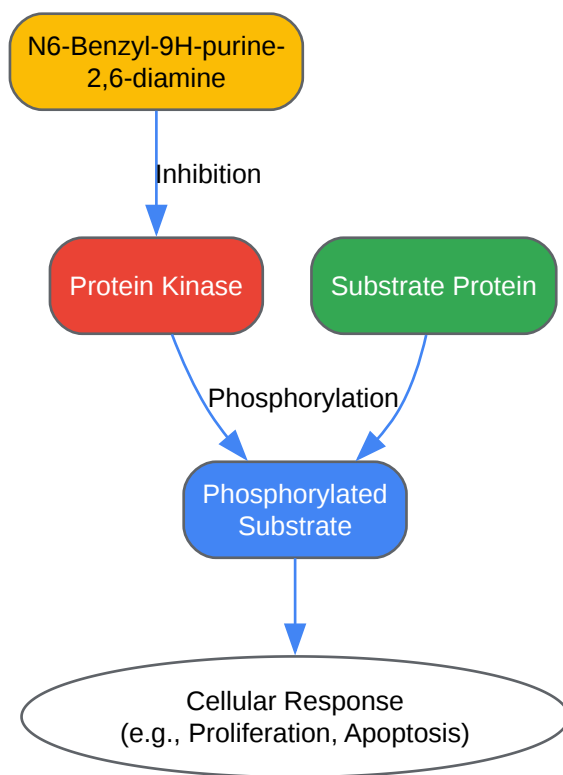 N6-Benzyl-9H-purine-
2,6-diamine
Inhibition
Protein Kinase
Substrate Protein
Phosphorylation
Phosphorylated
Substrate
Cellular Response
(e.g., Proliferation, Apoptosis)